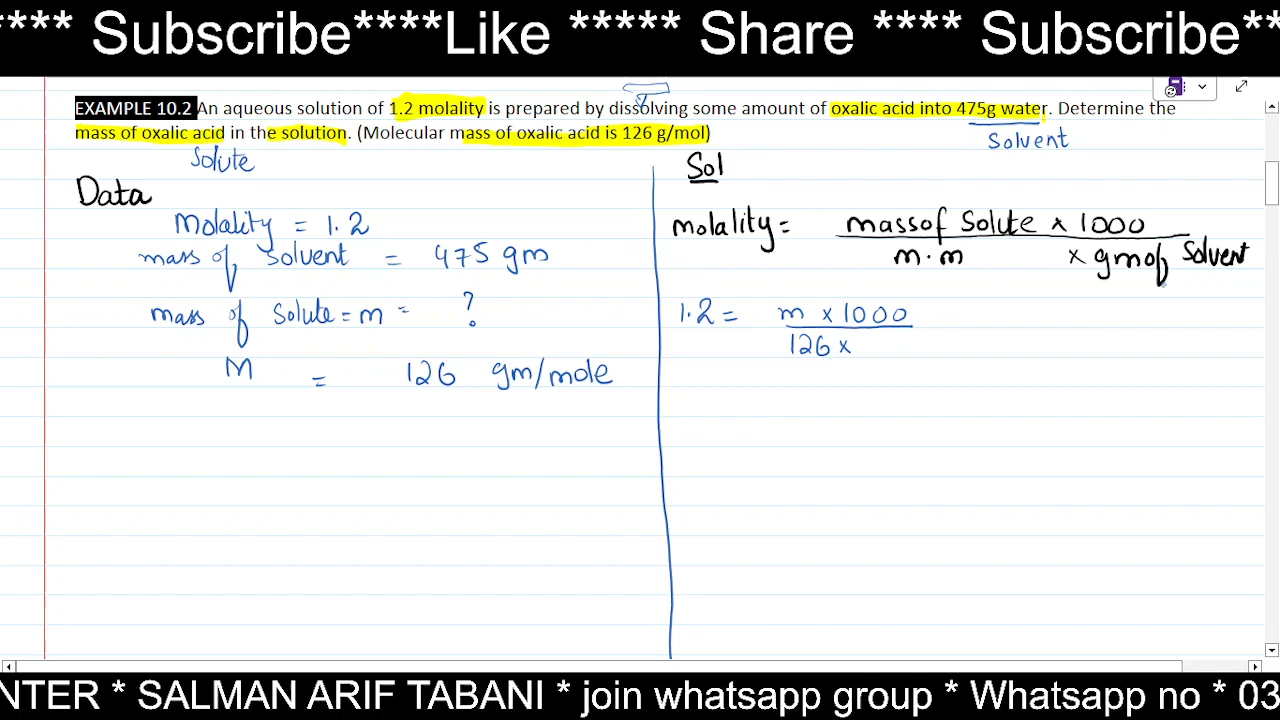 **** Subscribe****Like ***** Share **** Subscribe**
EXAMPLE 10.2 An aqueous solution of 1.2 molality is prepared by dissolving some amount of oxalic acid into 475g water. Determine the
mass of oxalic acid in the solution. (Molecular mass of oxalic acid is 126 g/mol)
Solvent
Solute
Data
Molality = 1.2
mass of Solvent = 475 gm
mass of Solute = m = ?
M = 126 gm/mole
Sol
molality = mass of Solute x 1000
m.m x gm of Solvent
1.2 = m x 1000
126 x
NTER * SALMAN ARIF TABANI * join whatsapp group * Whatsapp no * 03